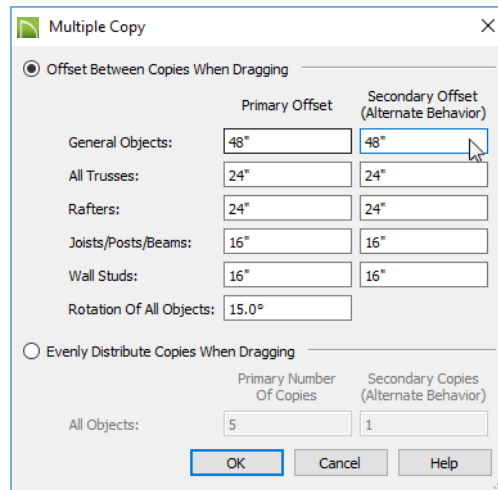 Multiple Copy
Offset Between Copies When Dragging
Primary Offset
Secondary Offset
(Alternate Behavior)
General Objects: 48" 48"
All Trusses: 24" 24"
Rafters: 24" 24"
Joists/Posts/Beams: 16" 16"
Wall Studs: 16" 16"
Rotation Of All Objects: 15.0°
Evenly Distribute Copies When Dragging
Primary Number
Of Copies
Secondary Copies
(Alternate Behavior)
All Objects: 5 1
OK Cancel Help